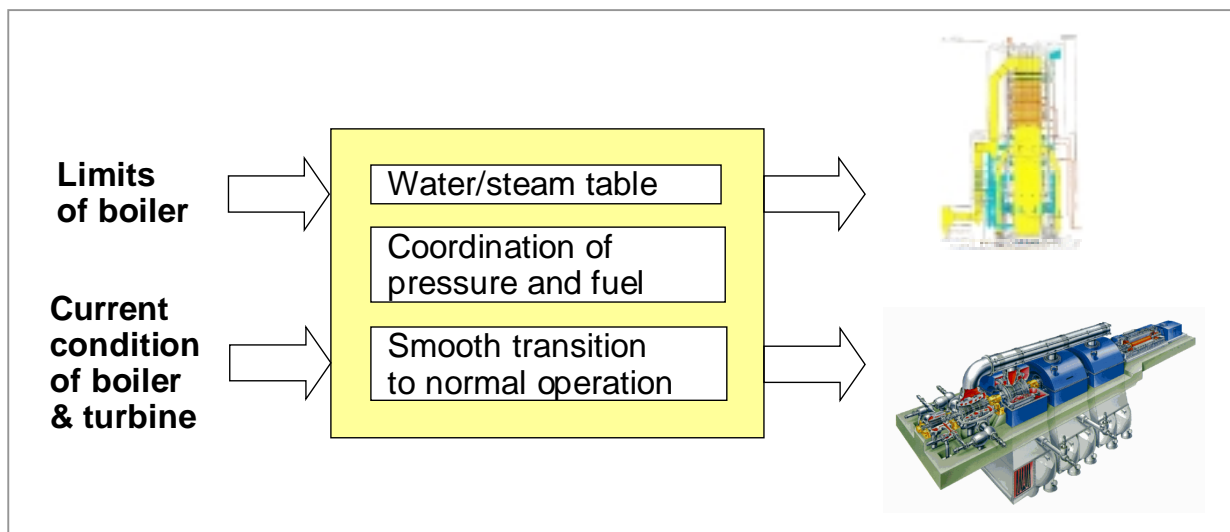 Limits
of boiler
Water/steam table
Coordination of
pressure and fuel
Current
condition
of boiler
& turbine
Smooth transition
to normal operation